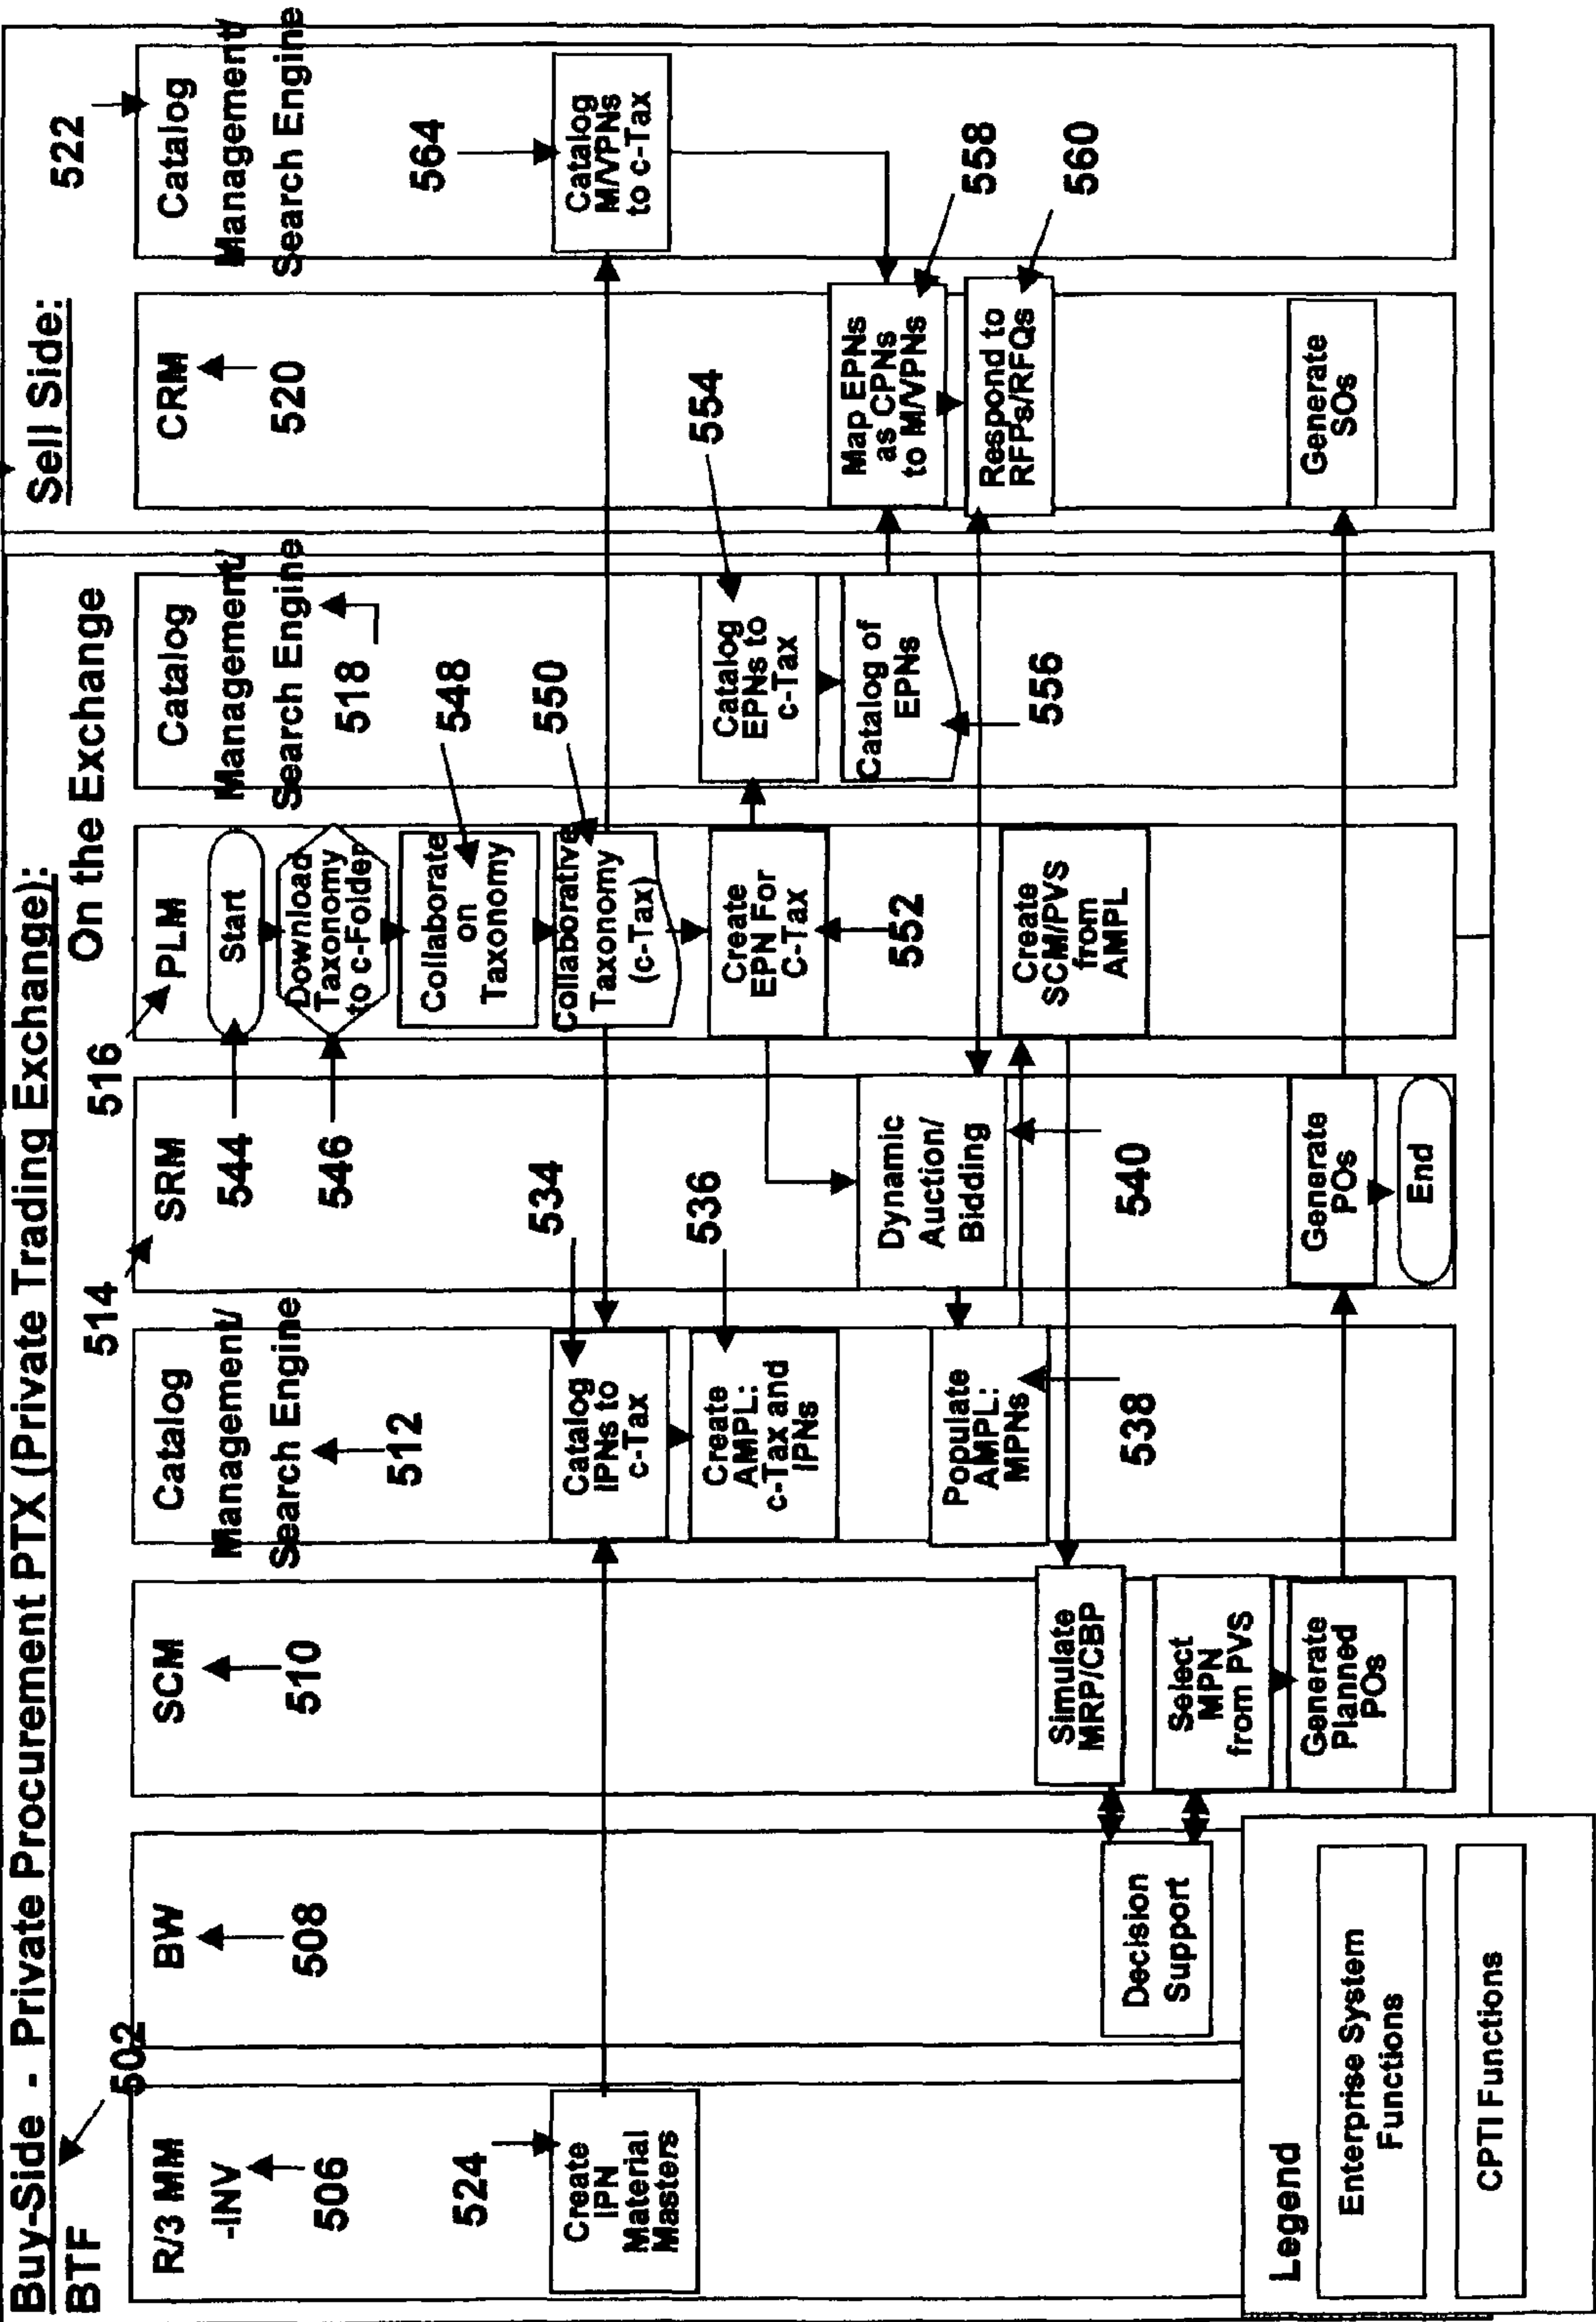 Buy-Side - Private Procurement PTX (Private Trading Exchange):
Sell Side:
BTF
502
On the Exchange
R/3 MM
-INV
506
BW
508
SCM
510
Catalog
Management/
Search Engine
512
514
SRM
516
PLM
Catalog
Management/
Search Engine
518
CRM
520
522
Catalog
Management/
Search Engine
544
Start
546
Download
Taxonomy
to c-Folder
548
Collaborate
on
Taxonomy
550
Collaborative
Taxonomy
(c-Tax)
524
Create
IPN
Material
Masters
534
Catalog
IPNs to
c-Tax
564
Catalog
M/VPNs
to c-Tax
536
Create
AMPL:
c-Tax and
IPNs
Create
EPN For
C-Tax
552
554
Catalog
EPNs to
c-Tax
Catalog of
EPNs
556
Map EPNs
as CPNs
to M/VPNs
558
Dynamic
Auction/
Bidding
540
Respond to
RFPs/RFQs
560
Populate
AMPL:
MPNs
538
Create
SCM/PVS
from
AMPL
Simulate
MRP/CBP
Decision
Support
Select
MPN
from PVS
Generate
Planned
POs
Generate
POs
Generate
SOs
End
Legend
Enterprise System
Functions
CPTI Functions